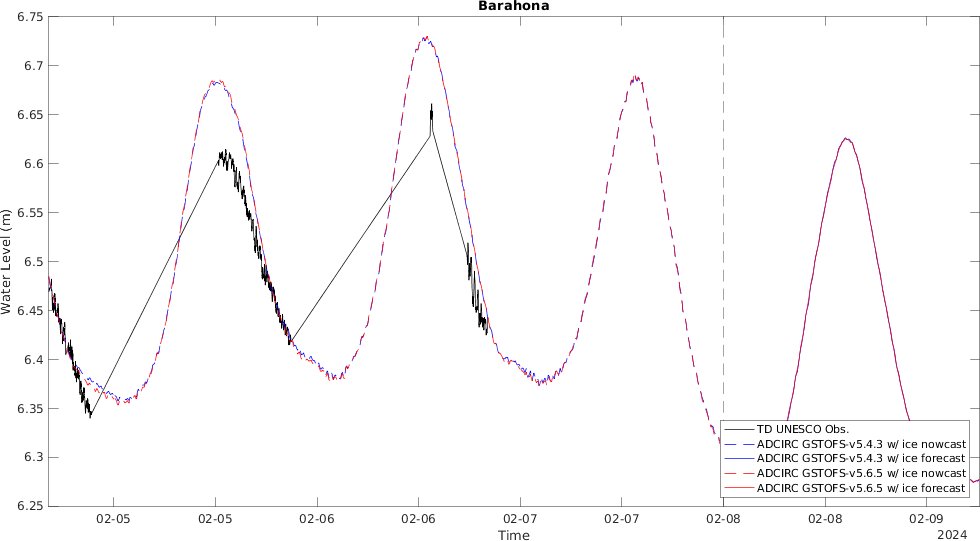 Barahona
6.75
6.7
6.65
6.6
6.55
6.5
6.45
6.4
6.35
6.3
6.25
Water Level (m)
TD UNESCO Obs.
ADCIRC GSTOFS-v5.4.3 w/ ice nowcast
ADCIRC GSTOFS-v5.4.3 w/ ice forecast
ADCIRC GSTOFS-v5.6.5 w/ ice nowcast
ADCIRC GSTOFS-v5.6.5 w/ ice forecast
02-05 02-05 02-06 02-06 02-07 02-07 02-08 02-08 02-09
Time
2024